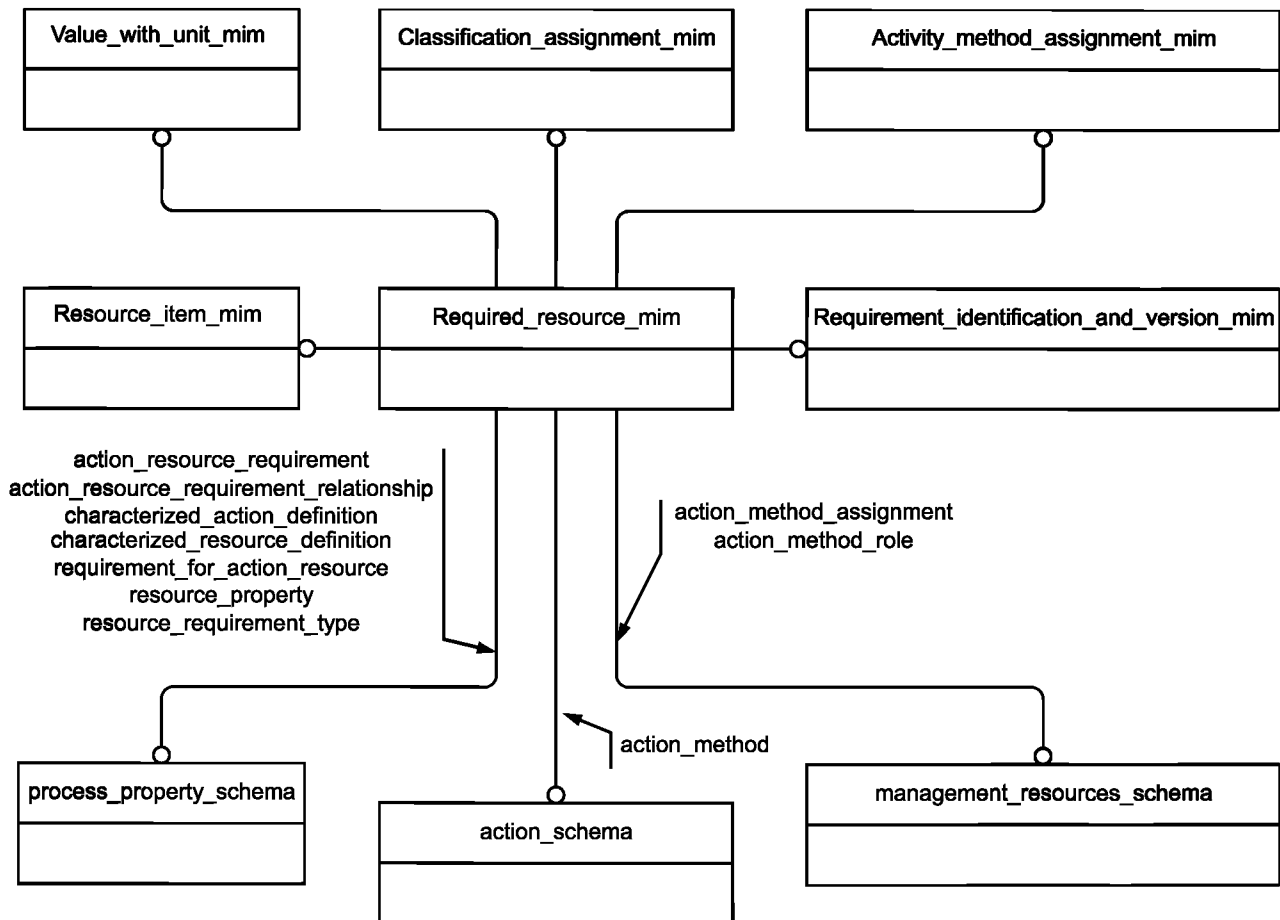 Value_with_unit_mim
Classification_assignment_mim
Activity_method_assignment_mim
Resource_item_mim
Required_resource_mim
Requirement_identification_and_version_mim
action_resource_requirement
action_resource_requirement_relationship
characterized_action_definition
characterized_resource_definition
requirement_for_action_resource
resource_property
resource_requirement_type
action_method_assignment
action_method_role
action_method
process_property_schema
action_schema
management_resources_schema